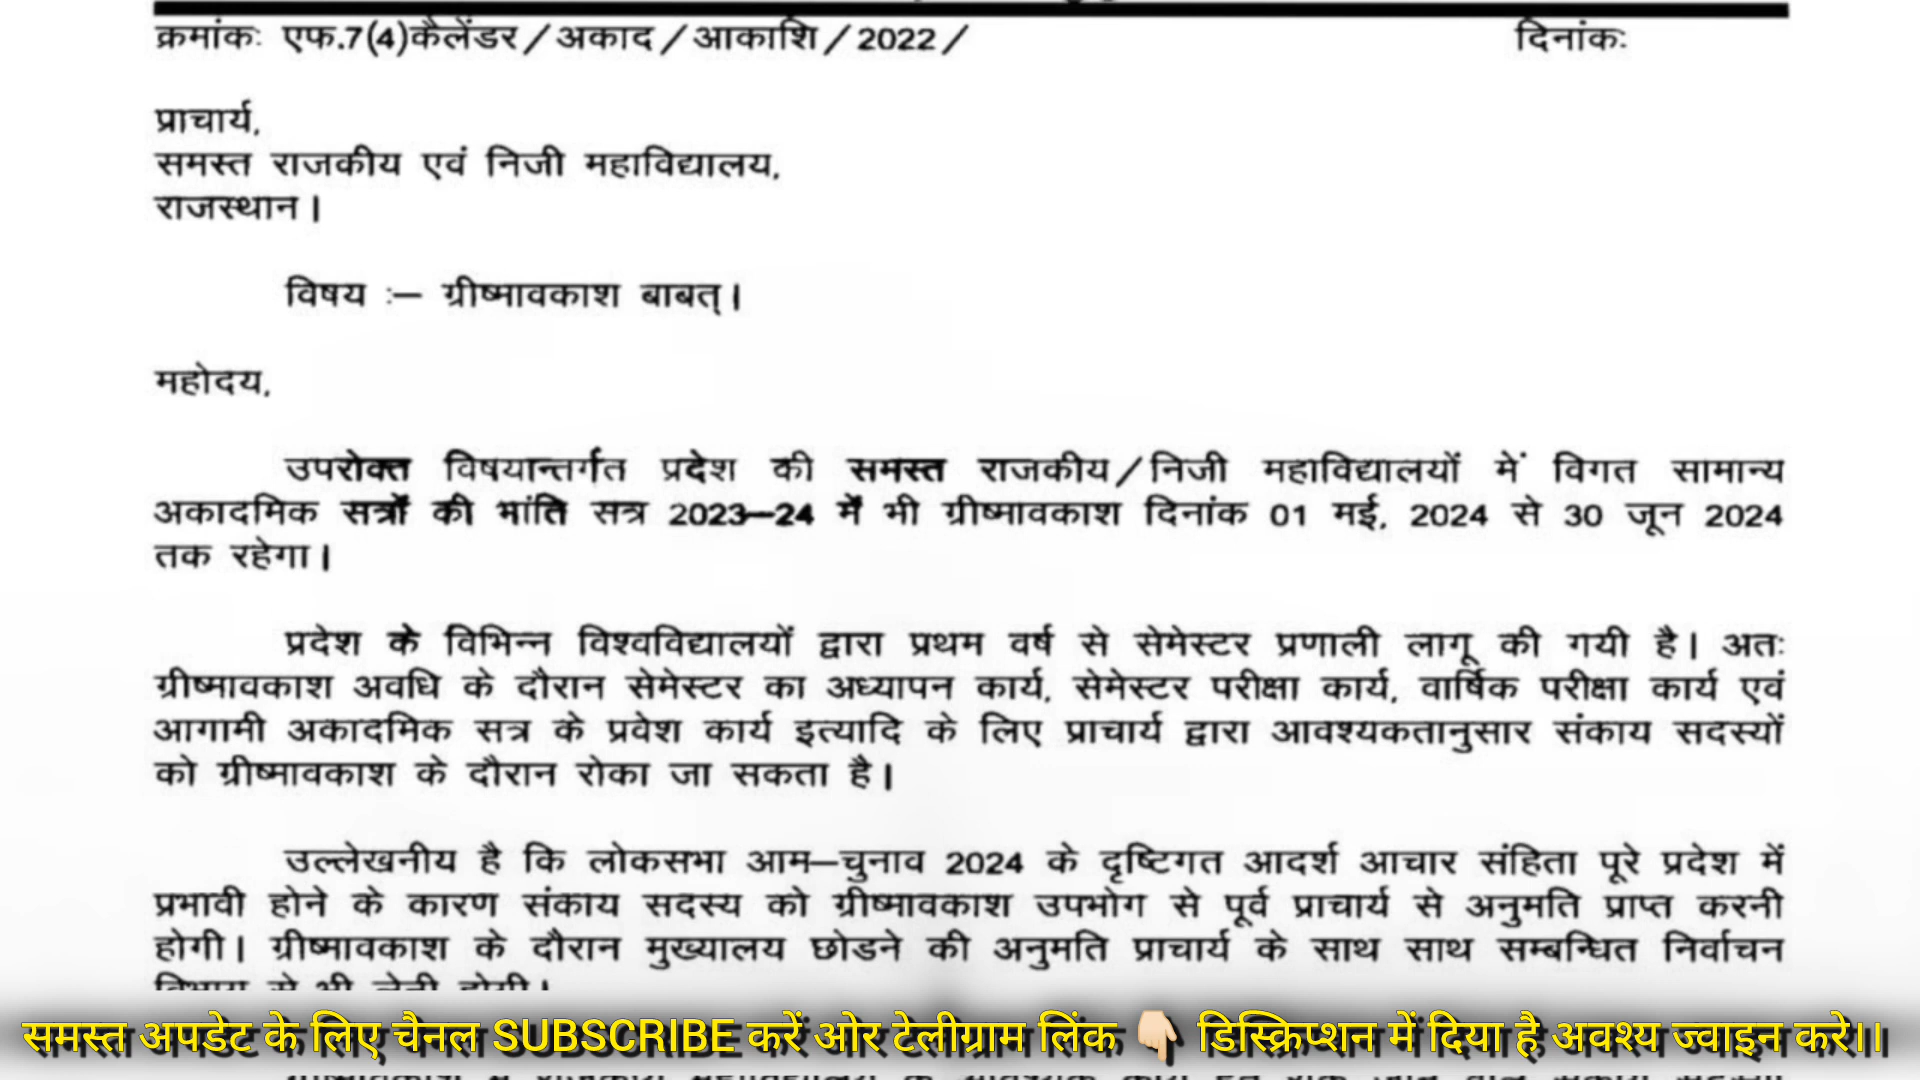 क्रमांकः एफ.7(4)कैलेंडर/अकाद/आकाशि/2022/ दिनांकः
प्राचार्य,
समस्त राजकीय एवं निजी महाविद्यालय,
राजस्थान।
विषय :– ग्रीष्मावकाश बाबत्।
महोदय,
उपरोक्त विषयान्तर्गत प्रदेश की समस्त राजकीय/निजी महाविद्यालयों में विगत सामान्य
अकादमिक सत्रों की भांति सत्र 2023–24 में भी ग्रीष्मावकाश दिनांक 01 मई, 2024 से 30 जून 2024
तक रहेगा।
प्रदेश के विभिन्न विश्वविद्यालयों द्वारा प्रथम वर्ष से सेमेस्टर प्रणाली लागू की गयी है। अतः
ग्रीष्मावकाश अवधि के दौरान सेमेस्टर का अध्यापन कार्य, सेमेस्टर परीक्षा कार्य, वार्षिक परीक्षा कार्य एवं
आगामी अकादमिक सत्र के प्रवेश कार्य इत्यादि के लिए प्राचार्य द्वारा आवश्यकतानुसार संकाय सदस्यों
को ग्रीष्मावकाश के दौरान रोका जा सकता है।
उल्लेखनीय है कि लोकसभा आम–चुनाव 2024 के दृष्टिगत आदर्श आचार संहिता पूरे प्रदेश में
प्रभावी होने के कारण संकाय सदस्य को ग्रीष्मावकाश उपभोग से पूर्व प्राचार्य से अनुमति प्राप्त करनी
होगी। ग्रीष्मावकाश के दौरान मुख्यालय छोडने की अनुमति प्राचार्य के साथ साथ सम्बन्धित निर्वाचन
विभाग से भी लेनी होगी।
समस्त अपडेट के लिए चैनल SUBSCRIBE करें ओर टेलीग्राम लिंक 👇🏻 डिस्क्रिप्शन में दिया है अवश्य ज्वाइन करे।।